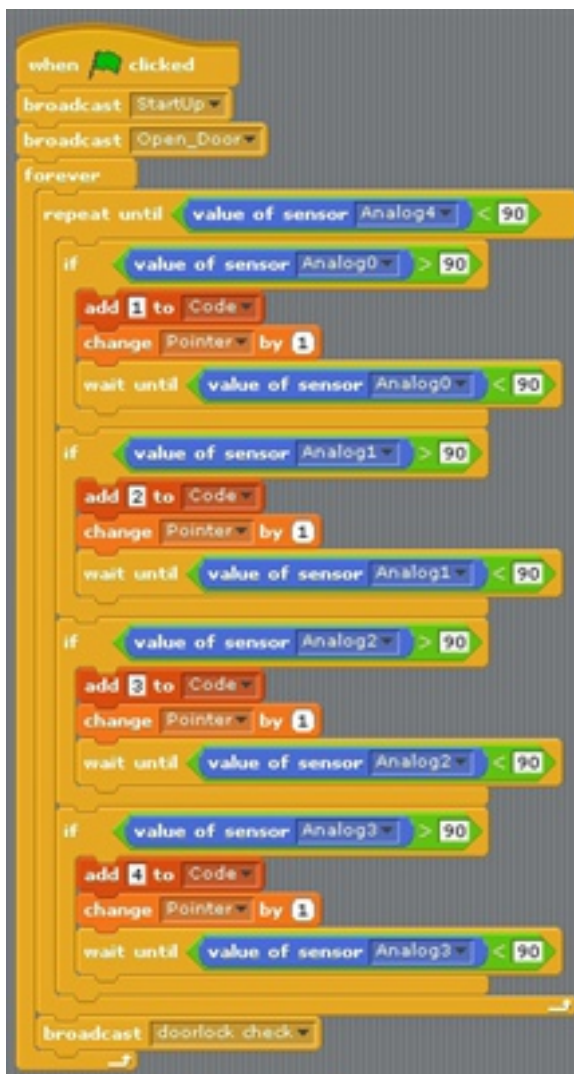 when clicked
broadcast StartUp
broadcast Open_Door
forever
repeat until value of sensor Analog4 < 90
if value of sensor Analog0 > 90
add 1 to Code
change Pointer by 1
wait until value of sensor Analog0 < 90
if value of sensor Analog1 > 90
add 2 to Code
change Pointer by 1
wait until value of sensor Analog1 < 90
if value of sensor Analog2 > 90
add 3 to Code
change Pointer by 1
wait until value of sensor Analog2 < 90
if value of sensor Analog3 > 90
add 4 to Code
change Pointer by 1
wait until value of sensor Analog3 < 90
broadcast doorlock check